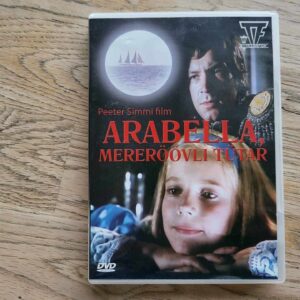 Peeter Simmi film
ARABELLA,
MERERÖÖVLI TÜTAR
DVD